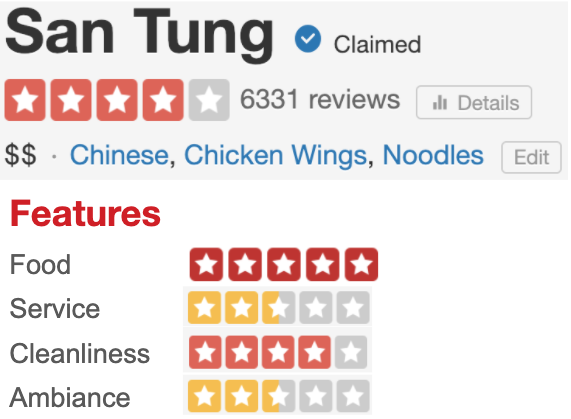 San Tung Claimed
6331 reviews Details
$$ · Chinese, Chicken Wings, Noodles Edit
Features
Food
Service
Cleanliness
Ambiance